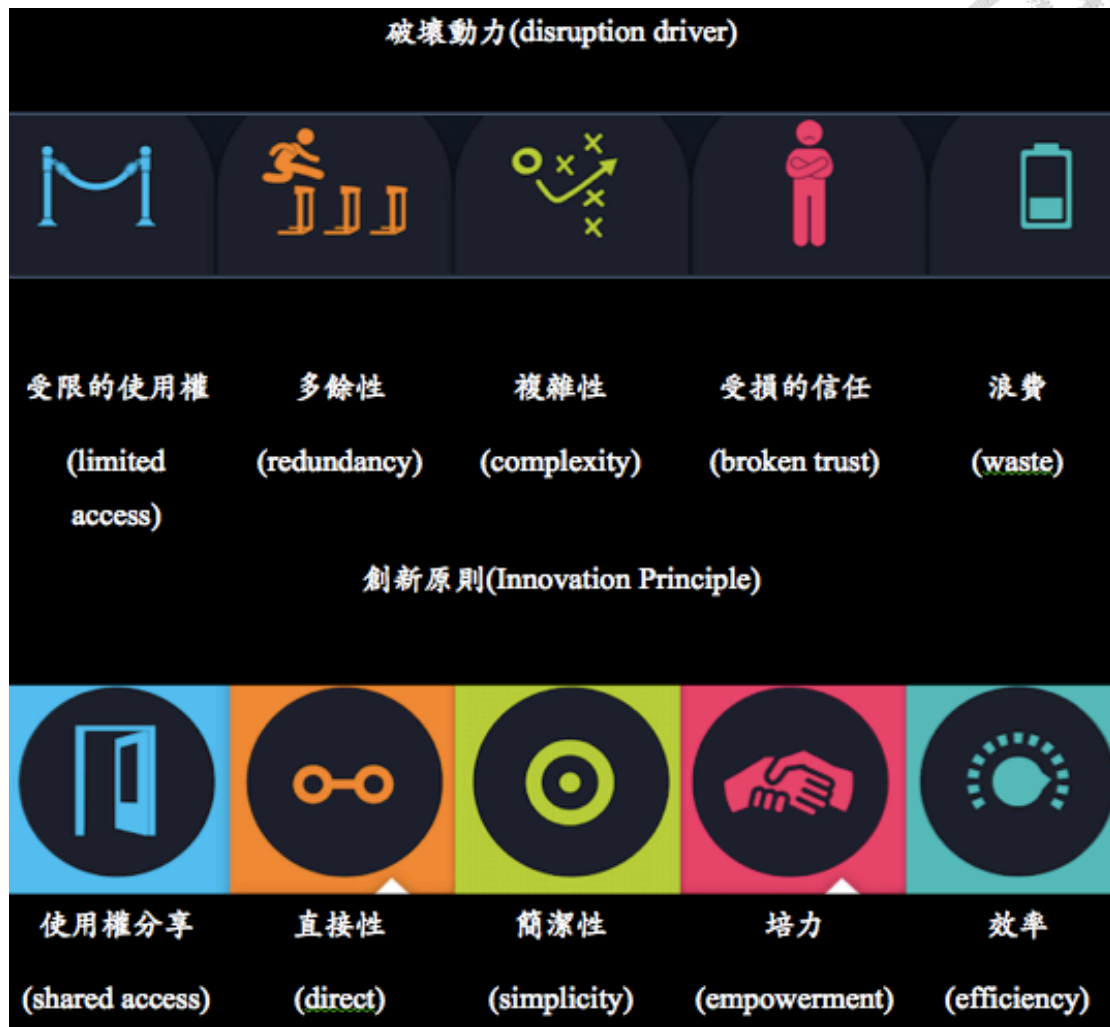 破壞動力(disruption driver)
受限的使用權 多餘性 複雜性 受損的信任 浪費
(limited (redundancy) (complexity) (broken trust) (waste)
access)
創新原則(Innovation Principle)
使用權分享 直接性 簡潔性 培力 效率
(shared access) (direct) (simplicity) (empowerment) (efficiency)